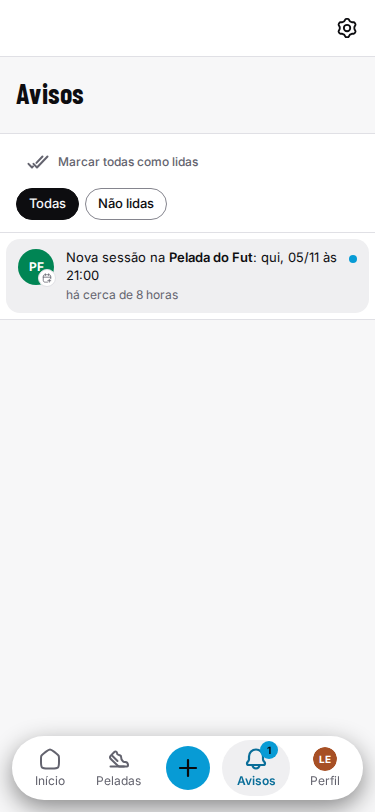 Avisos
Marcar todas como lidas
Todas
Não lidas
PF
Nova sessão na Pelada do Fut: qui, 05/11 às
21:00
há cerca de 8 horas
1
LE
Início
Peladas
Avisos
Perfil